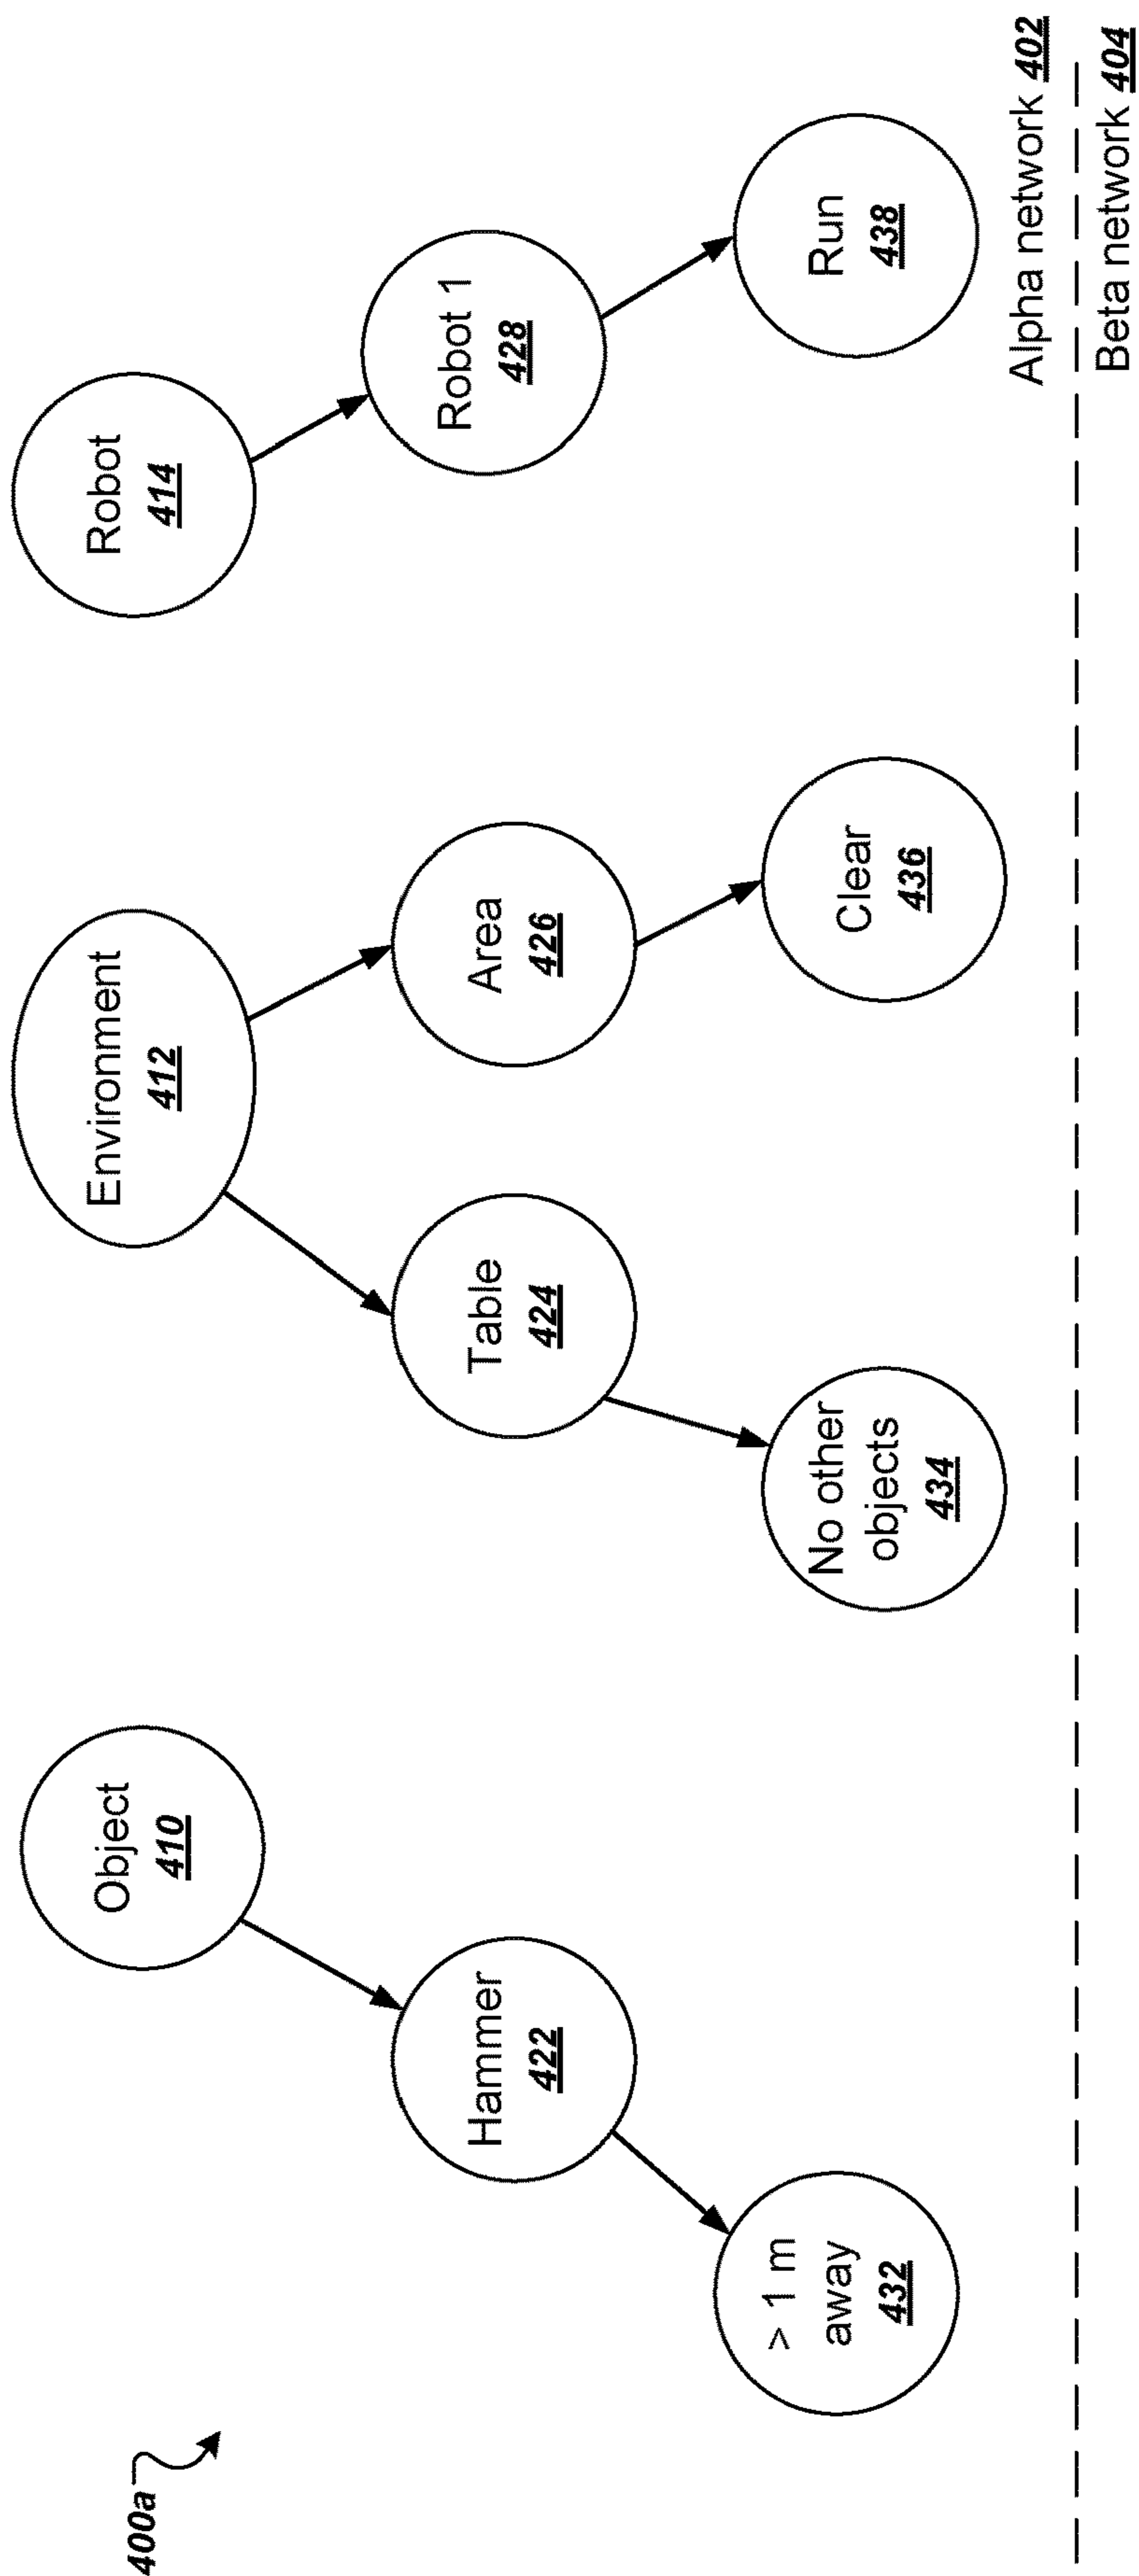 400a
Object
410
Environment
412
Robot
414
Hammer
422
Table
424
Area
426
Robot 1
428
> 1 m
away
432
No other
objects
434
Clear
436
Run
438
Alpha network 402
Beta network 404